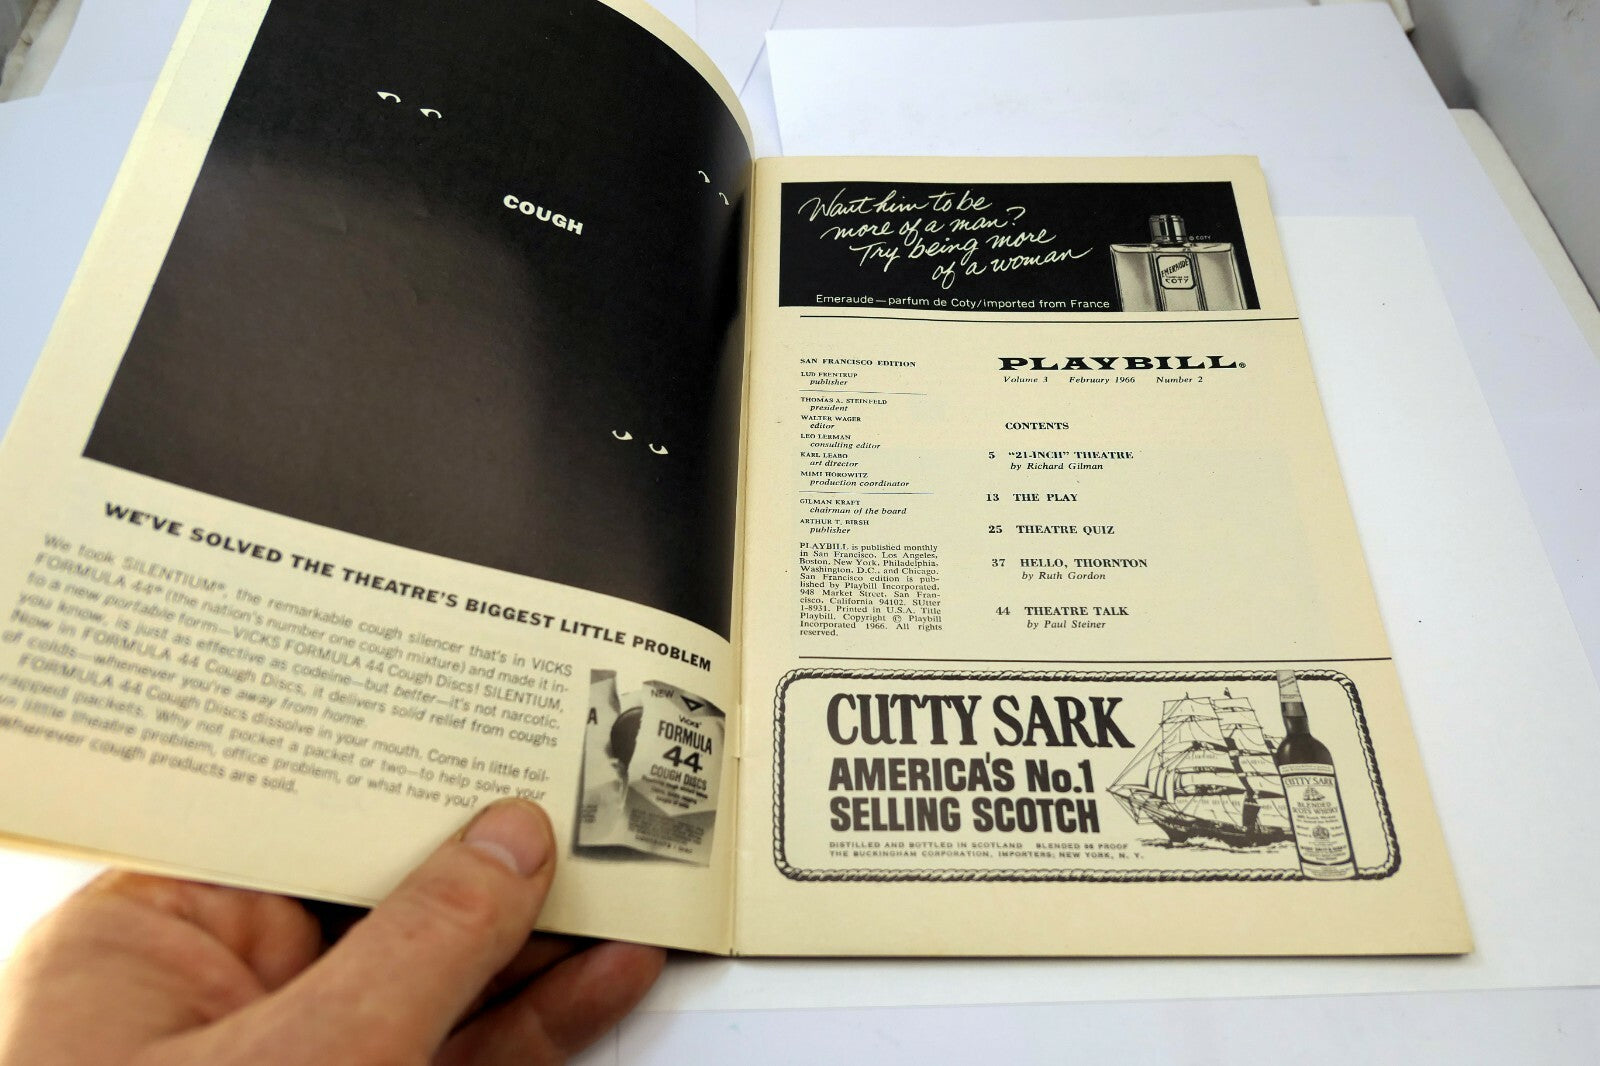 COUGH
WE'VE SOLVED THE THEATRE'S BIGGEST LITTLE PROBLEM
We took SILENTIUM®, the remarkable cough silencer that's in VICKS
FORMULA 44® (the nation's number one cough mixture) and made it in-
to a new portable form—VICKS FORMULA 44 Cough Discs! SILENTIUM,
you know, is just as effective as codeine—but better—it's not narcotic.
Now in FORMULA 44 Cough Discs, it delivers solid relief from coughs
of colds—whenever you're away from home.
FORMULA 44 Cough Discs dissolve in your mouth. Come in little foil-
wrapped packets. Why not pocket a packet or two—to help solve your
own little theatre problem, office problem, or what have you?
Wherever cough products are sold.
NEW
VICKS
FORMULA
44
COUGH DISCS
Want him to be
more of a man?
Try being more
of a woman
© COTY
EMERAUDE
COTY
Emeraude—parfum de Coty/imported from France
SAN FRANCISCO EDITION
LUD FRENTRUP
publisher
THOMAS A. STEINFELD
president
WALTER WAGER
editor
LEO LERMAN
consulting editor
KARL LEABO
art director
MIMI HOROWITZ
production coordinator
GILMAN KRAFT
chairman of the board
ARTHUR T. BIRSH
publisher
PLAYBILL is published monthly
in San Francisco, Los Angeles,
Boston, New York, Philadelphia,
Washington, D.C., and Chicago.
San Francisco edition is pub-
lished by Playbill Incorporated,
948 Market Street, San Fran-
cisco, California 94102. SUtter
1-8931. Printed in U.S.A. Title
Playbill. Copyright © Playbill
Incorporated 1966. All rights
reserved.
PLAYBILL®
Volume 3 February 1966 Number 2
CONTENTS
5 "21-INCH" THEATRE
by Richard Gilman
13 THE PLAY
25 THEATRE QUIZ
37 HELLO, THORNTON
by Ruth Gordon
44 THEATRE TALK
by Paul Steiner
CUTTY SARK
AMERICA'S No.1
SELLING SCOTCH
DISTILLED AND BOTTLED IN SCOTLAND BLENDED 86 PROOF
THE BUCKINGHAM CORPORATION, IMPORTERS; NEW YORK, N. Y.
CUTTY SARK
BLENDED
SCOTS WHISKY